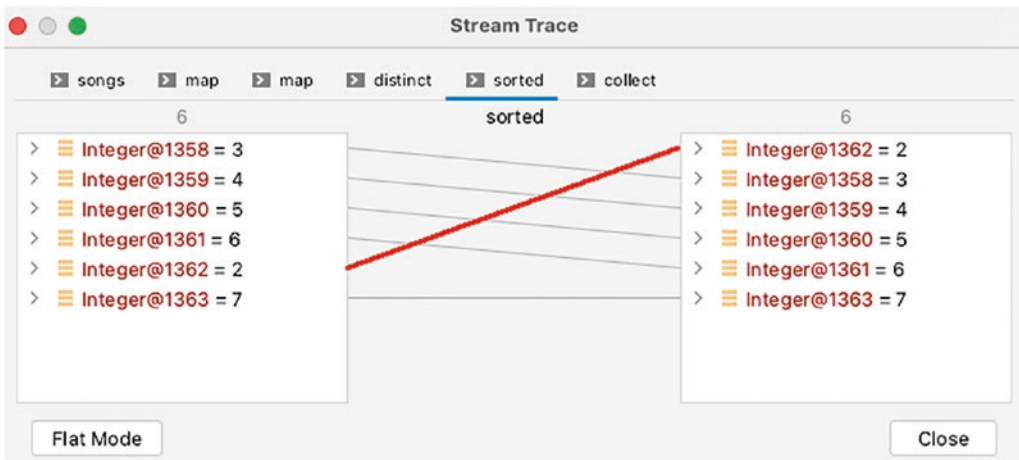 Stream Trace
songs map map distinct sorted collect
6 sorted 6
Integer@1358 = 3
Integer@1359 = 4
Integer@1360 = 5
Integer@1361 = 6
Integer@1362 = 2
Integer@1363 = 7
Integer@1362 = 2
Integer@1358 = 3
Integer@1359 = 4
Integer@1360 = 5
Integer@1361 = 6
Integer@1363 = 7
Flat Mode
Close